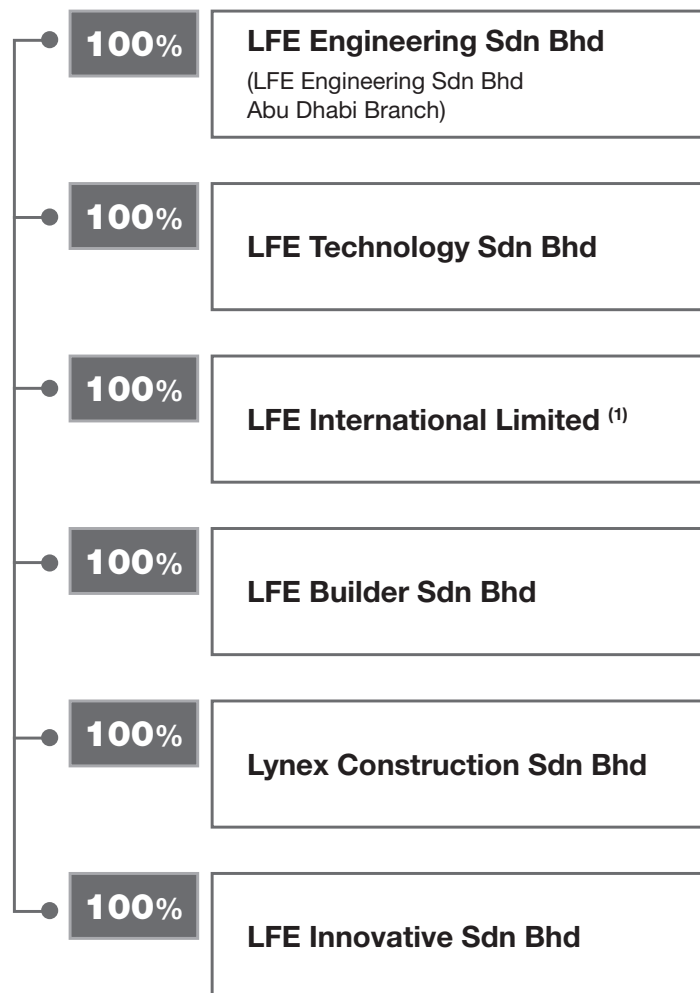 100%
LFE Engineering Sdn Bhd
(LFE Engineering Sdn Bhd
Abu Dhabi Branch)
100%
LFE Technology Sdn Bhd
100%
LFE International Limited (1)
100%
LFE Builder Sdn Bhd
100%
Lynex Construction Sdn Bhd
100%
LFE Innovative Sdn Bhd